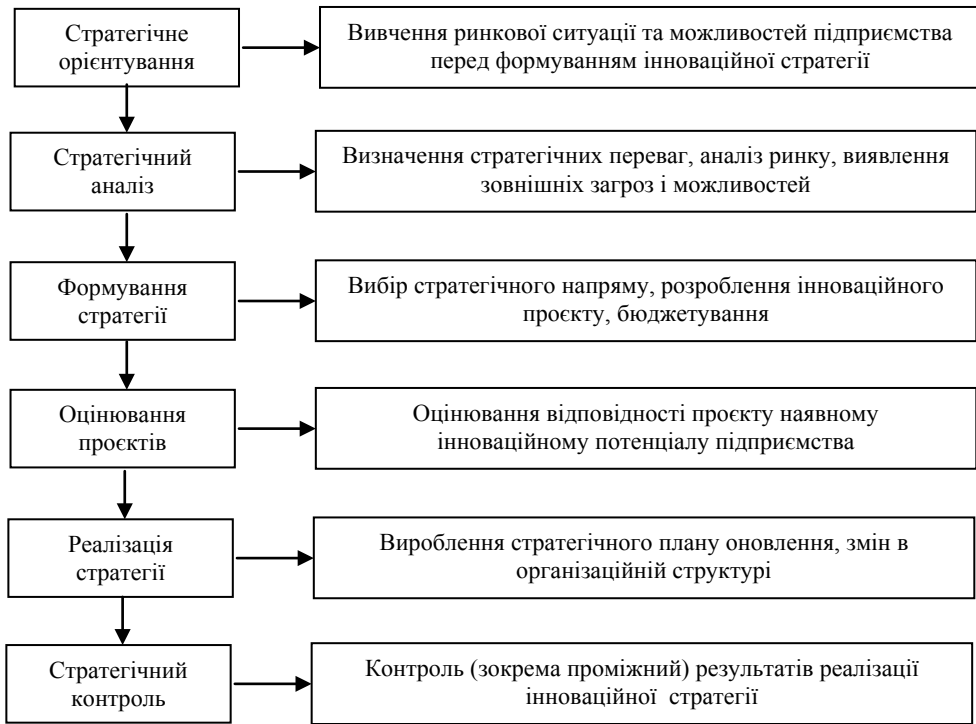 Стратегічне
орієнтування
Вивчення ринкової ситуації та можливостей підприємства
перед формуванням інноваційної стратегії
Стратегічний
аналіз
Визначення стратегічних переваг, аналіз ринку, виявлення
зовнішніх загроз і можливостей
Формування
стратегії
Вибір стратегічного напряму, розроблення інноваційного
проєкту, бюджетування
Оцінювання
проєктів
Оцінювання відповідності проєкту наявному
інноваційному потенціалу підприємства
Реалізація
стратегії
Вироблення стратегічного плану оновлення, змін в
організаційній структурі
Стратегічний
контроль
Контроль (зокрема проміжний) результатів реалізації
інноваційної стратегії